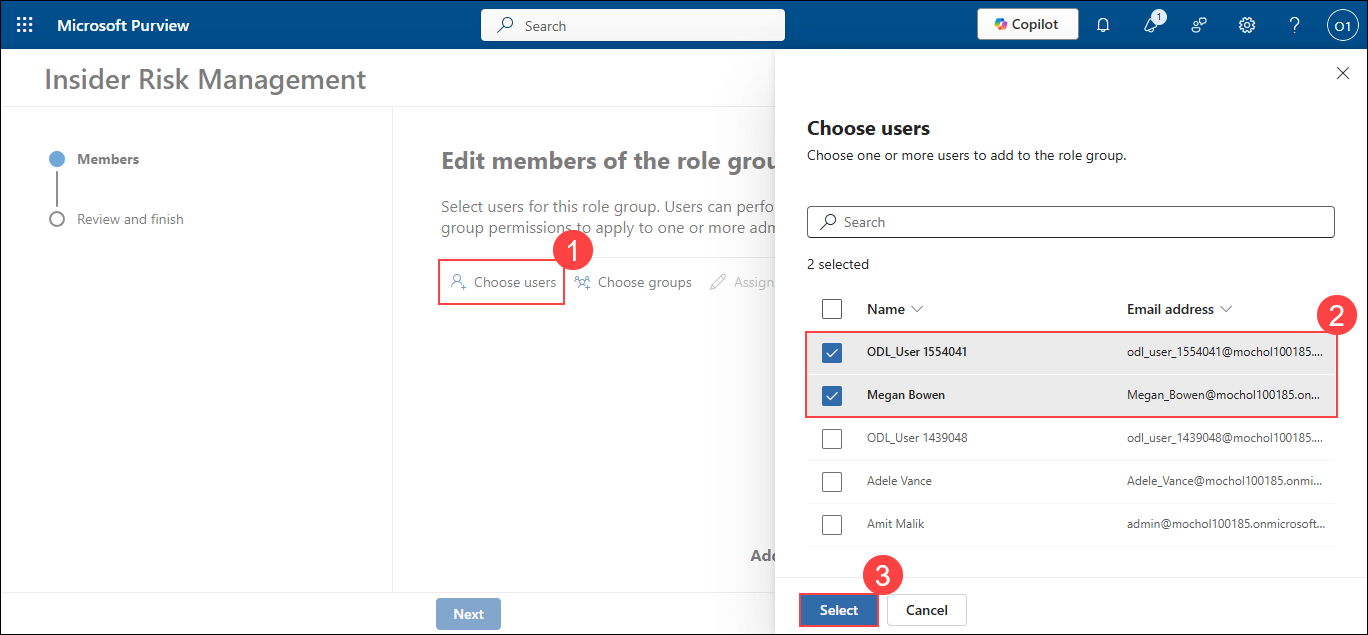 Microsoft Purview
Search
Copilot
1
O1
Insider Risk Management
Members
Review and finish
Edit members of the role grou
Select users for this role group. Users can perfo
group permissions to apply to one or more adm
1
Choose users
Choose groups
Assign
Add
Next
Choose users
Choose one or more users to add to the role group.
Search
2 selected
Name
Email address
2
ODL_User 1554041
odl_user_1554041@mochol100185....
Megan Bowen
Megan_Bowen@mochol100185.on...
ODL_User 1439048
odl_user_1439048@mochol100185....
Adele Vance
Adele_Vance@mochol100185.onmi...
Amit Malik
admin@mochol100185.onmicrosoft...
3
Select
Cancel